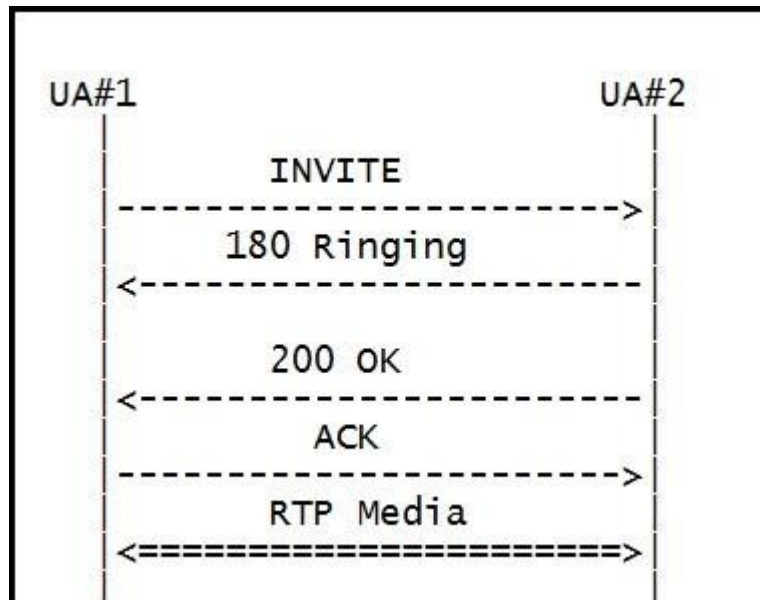 UA#1 UA#2
INVITE
180 Ringing
200 OK
ACK
RTP Media